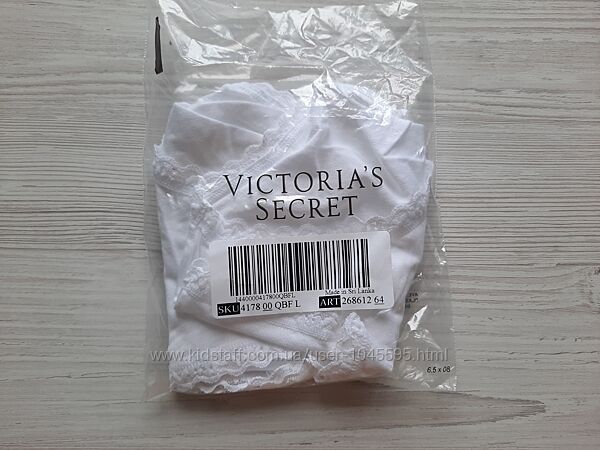 VICTORIA'S
SECRET
1440000417800QBFL
Made in Sri Lanka
SKU 4178 00 QBF L
ART 268612 64
www.kidstaff.com.ua/user-1045595.html
6.5 x 08